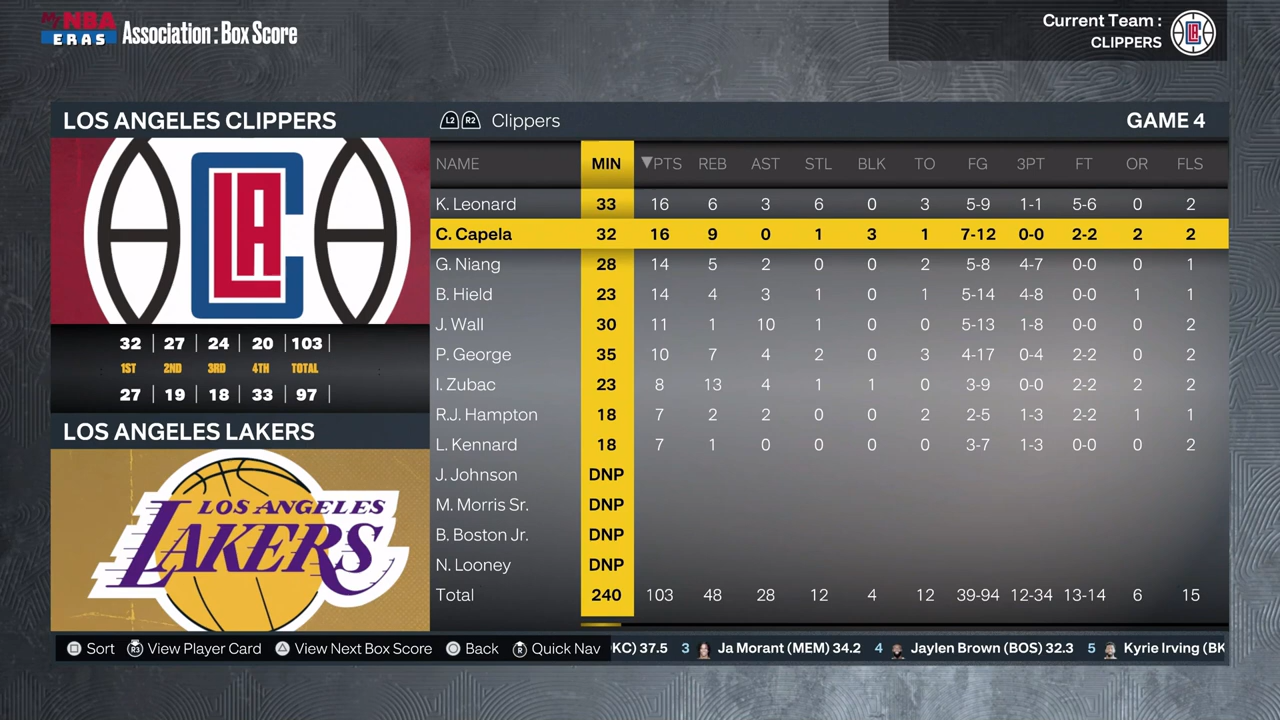 MyNBA
ERAS
Association : Box Score
Current Team :
CLIPPERS
LOS ANGELES CLIPPERS
32 | 27 | 24 | 20 |103|
1ST 2ND 3RD 4TH TOTAL
27 | 19 | 18 | 33 | 97 |
LOS ANGELES LAKERS
LOS ANGELES
LAKERS
L2 R2 Clippers GAME 4
NAME MIN ▼PTS REB AST STL BLK TO FG 3PT FT OR FLS
K. Leonard 33 16 6 3 6 0 3 5-9 1-1 5-6 0 2
C. Capela 32 16 9 0 1 3 1 7-12 0-0 2-2 2 2
G. Niang 28 14 5 2 0 0 2 5-8 4-7 0-0 0 1
B. Hield 23 14 4 3 1 0 1 5-14 4-8 0-0 1 1
J. Wall 30 11 1 10 1 0 0 5-13 1-8 0-0 0 2
P. George 35 10 7 4 2 0 3 4-17 0-4 2-2 0 2
I. Zubac 23 8 13 4 1 1 0 3-9 0-0 2-2 2 2
R.J. Hampton 18 7 2 2 0 0 2 2-5 1-3 2-2 1 1
L. Kennard 18 7 1 0 0 0 0 3-7 1-3 0-0 0 2
J. Johnson DNP
M. Morris Sr. DNP
B. Boston Jr. DNP
N. Looney DNP
Total 240 103 48 28 12 4 12 39-94 12-34 13-14 6 15
Sort R3 View Player Card View Next Box Score Back R Quick Nav KC) 37.5 3 Ja Morant (MEM) 34.2 4 Jaylen Brown (BOS) 32.3 5 Kyrie Irving (BK